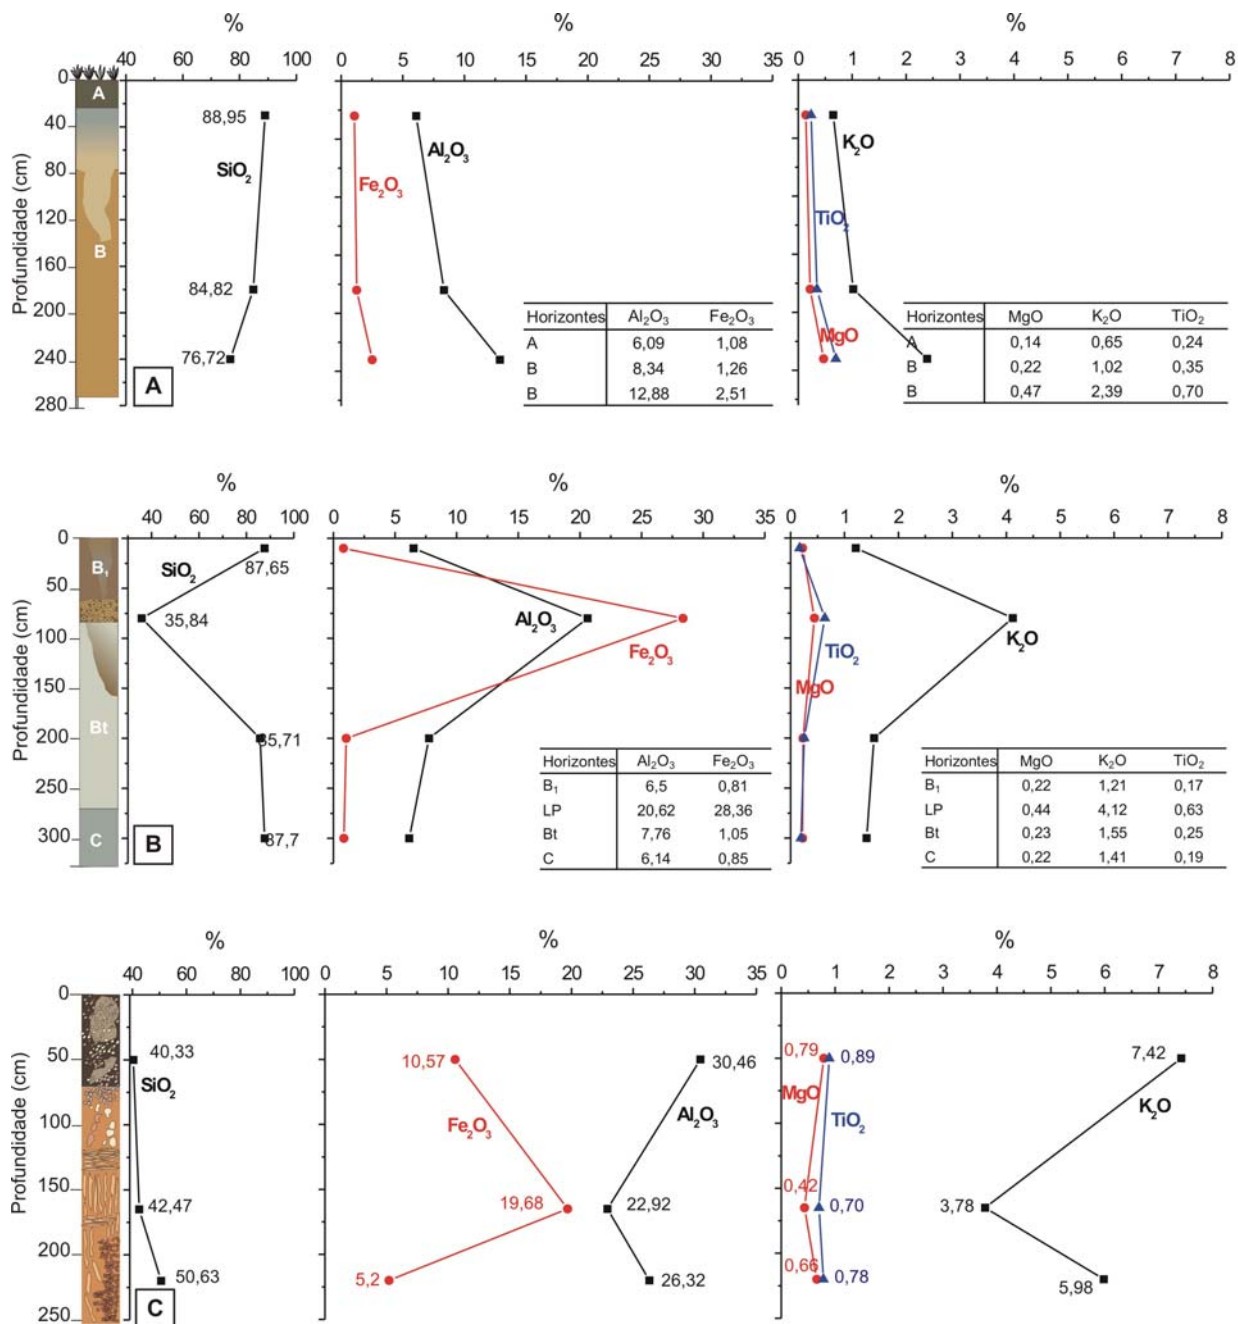 % % %
40 60 80 100 0 5 10 15 20 25 30 35 0 1 2 3 4 5 6 7 8
Profundidade (cm)
0
40
80
120
160
200
240
280
A
B
88,95
SiO2
84,82
76,72
A
Al2O3
Fe2O3
Horizontes Al2O3 Fe2O3
A 6,09 1,08
B 8,34 1,26
B 12,88 2,51
K2O
TiO2
MgO
Horizontes MgO K2O TiO2
A 0,14 0,65 0,24
B 0,22 1,02 0,35
B 0,47 2,39 0,70
% % %
40 60 80 100 0 5 10 15 20 25 30 35 0 1 2 3 4 5 6 7 8
Profundidade (cm)
0
50
100
150
200
250
300
B1
Bt
C
SiO2
87,65
35,84
35,71
37,7
B
Al2O3
Fe2O3
Horizontes Al2O3 Fe2O3
B1 6,5 0,81
LP 20,62 28,36
Bt 7,76 1,05
C 6,14 0,85
K2O
TiO2
MgO
Horizontes MgO K2O TiO2
B1 0,22 1,21 0,17
LP 0,44 4,12 0,63
Bt 0,23 1,55 0,25
C 0,22 1,41 0,19
% % %
40 60 80 100 0 5 10 15 20 25 30 35 0 1 2 3 4 5 6 7 8
Profundidade (cm)
0
50
100
150
200
250
40,33
SiO2
42,47
50,63
C
10,57 30,46
Fe2O3 Al2O3
19,68 22,92
5,2 26,32
0,79 0,89 7,42
MgO TiO2 K2O
0,42 0,70 3,78
0,66 0,78 5,98